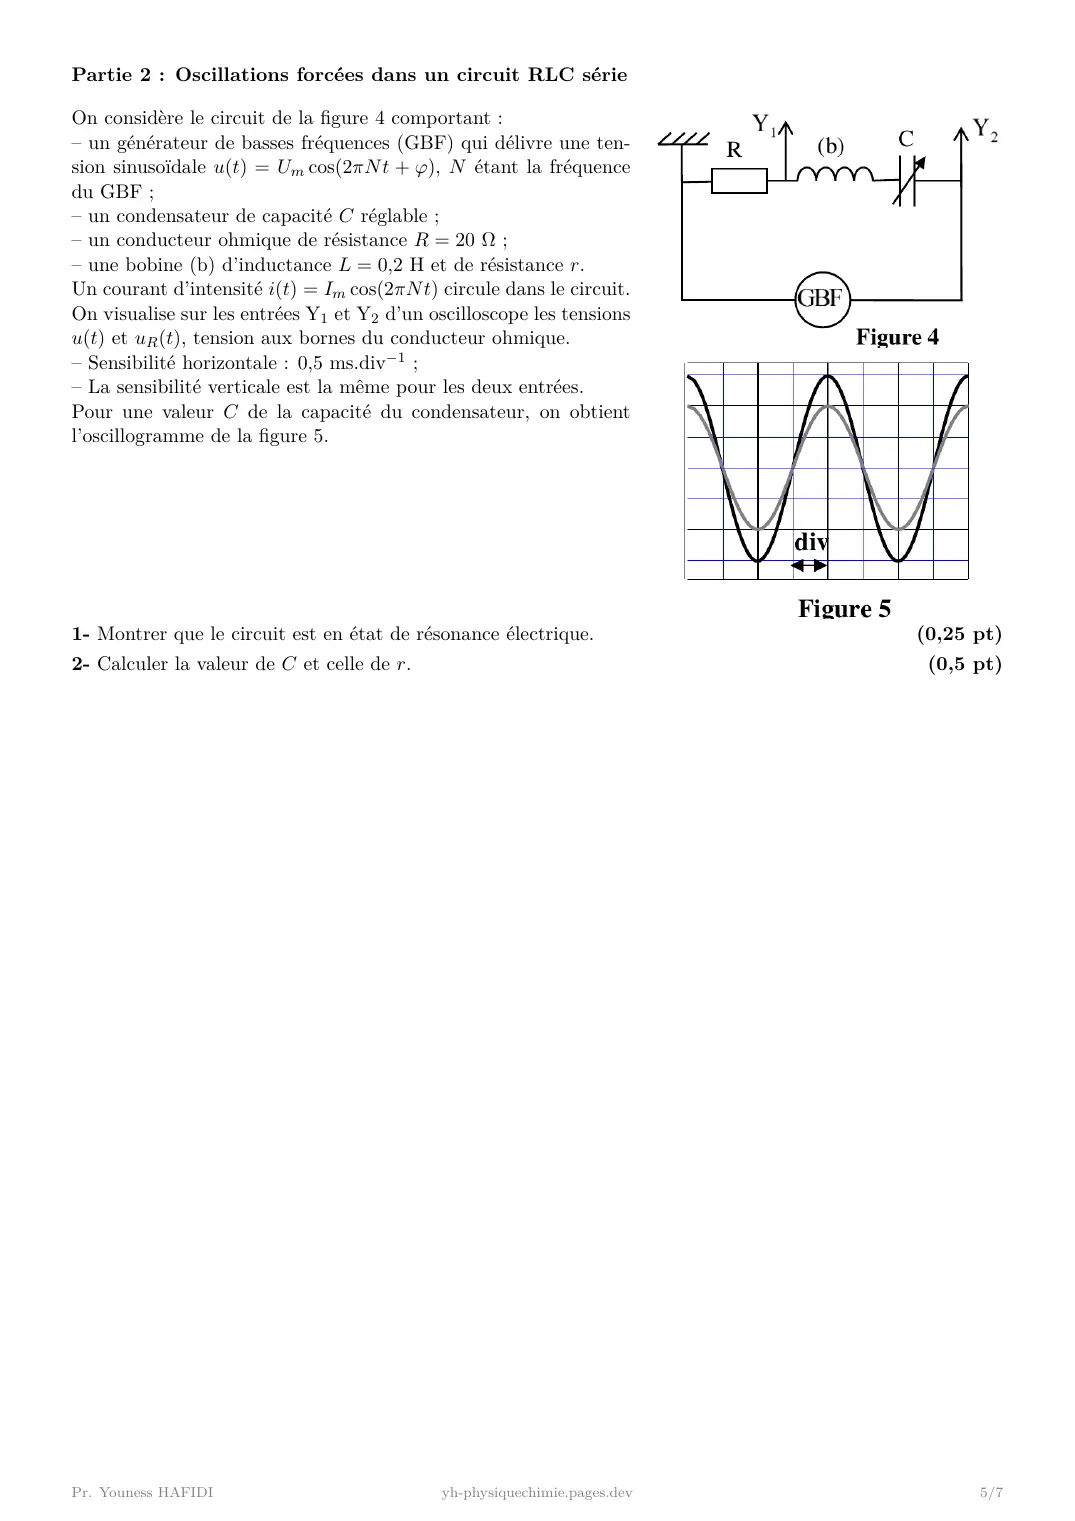 Partie 2 : Oscillations forcées dans un circuit RLC série
On considère le circuit de la figure 4 comportant :
– un générateur de basses fréquences (GBF) qui délivre une ten-
sion sinusoïdale u(t) = Um cos(2πNt + φ), N étant la fréquence
du GBF ;
– un condensateur de capacité C réglable ;
– un conducteur ohmique de résistance R = 20 Ω ;
– une bobine (b) d'inductance L = 0,2 H et de résistance r.
Un courant d'intensité i(t) = Im cos(2πNt) circule dans le circuit.
On visualise sur les entrées Y₁ et Y₂ d'un oscilloscope les tensions
u(t) et uR(t), tension aux bornes du conducteur ohmique.
– Sensibilité horizontale : 0,5 ms.div⁻¹ ;
– La sensibilité verticale est la même pour les deux entrées.
Pour une valeur C de la capacité du condensateur, on obtient
l'oscillogramme de la figure 5.
Y₁
Y₂
R
(b)
C
GBF
Figure 4
div
Figure 5
1- Montrer que le circuit est en état de résonance électrique. (0,25 pt)
2- Calculer la valeur de C et celle de r. (0,5 pt)
Pr. Youness HAFIDI yh-physiquechimie.pages.dev 5/7